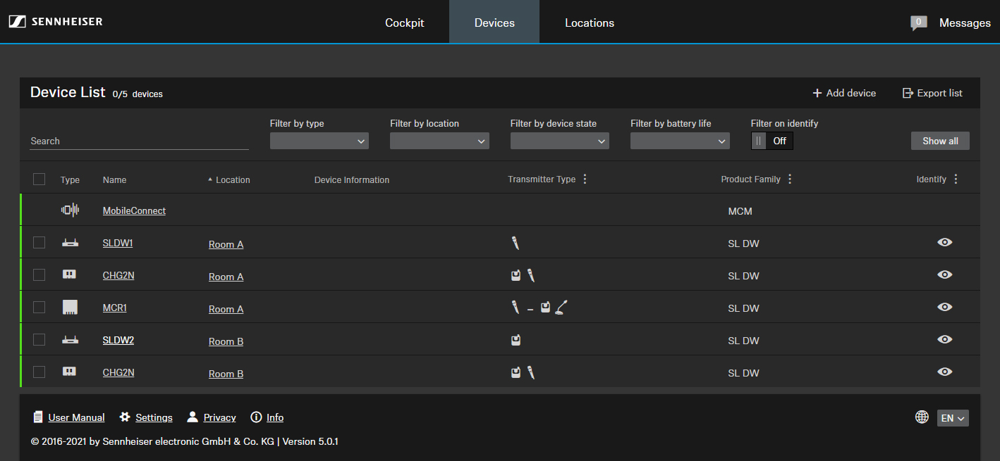 SENNHEISER
Cockpit Devices Locations 0 Messages
Device List 0/5 devices + Add device Export list
Filter by type Filter by location Filter by device state Filter by battery life Filter on identify
Search Off Show all
Type Name Location Device Information Transmitter Type Product Family Identify
MobileConnect MCM
SLDW1 Room A SL DW
CHG2N Room A SL DW
MCR1 Room A – SL DW
SLDW2 Room B SL DW
CHG2N Room B SL DW
User Manual Settings Privacy Info EN
© 2016-2021 by Sennheiser electronic GmbH & Co. KG | Version 5.0.1